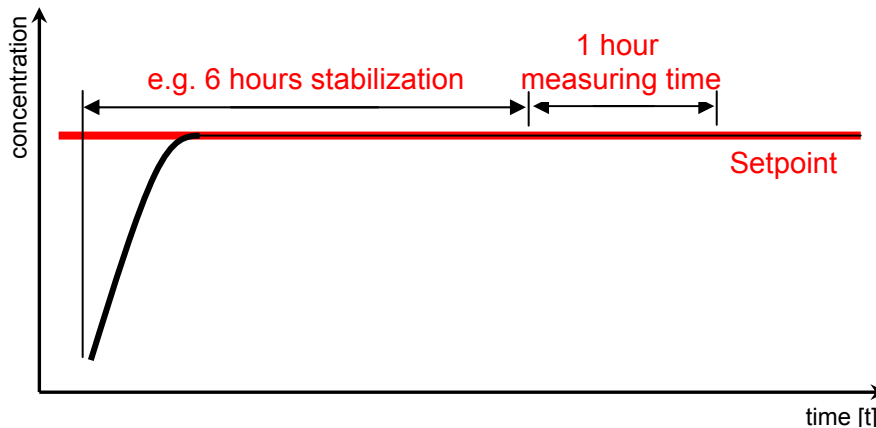 concentration
e.g. 6 hours stabilization
1 hour
measuring time
Setpoint
time [t]